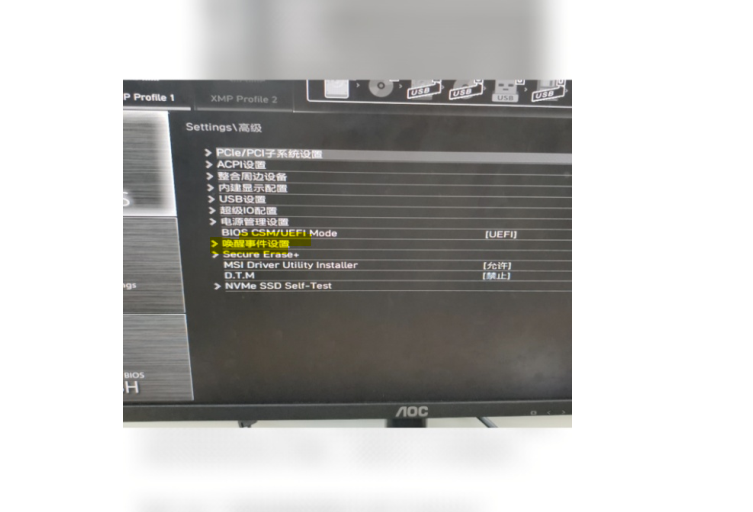 P Profile 1
XMP Profile 2
USB
USB
USB
USB
Settings\高级
> PCIe/PCI子系统设置
> ACPI设置
> 整合周边设备
> 内建显示配置
> USB设置
> 超级IO配置
> 电源管理设置
BIOS CSM/UEFI Mode [UEFI]
> 唤醒事件设置
> Secure Erase+
MSI Driver Utility Installer [允许]
D.T.M [禁止]
> NVMe SSD Self-Test
S
gs
BIOS
H
AOC